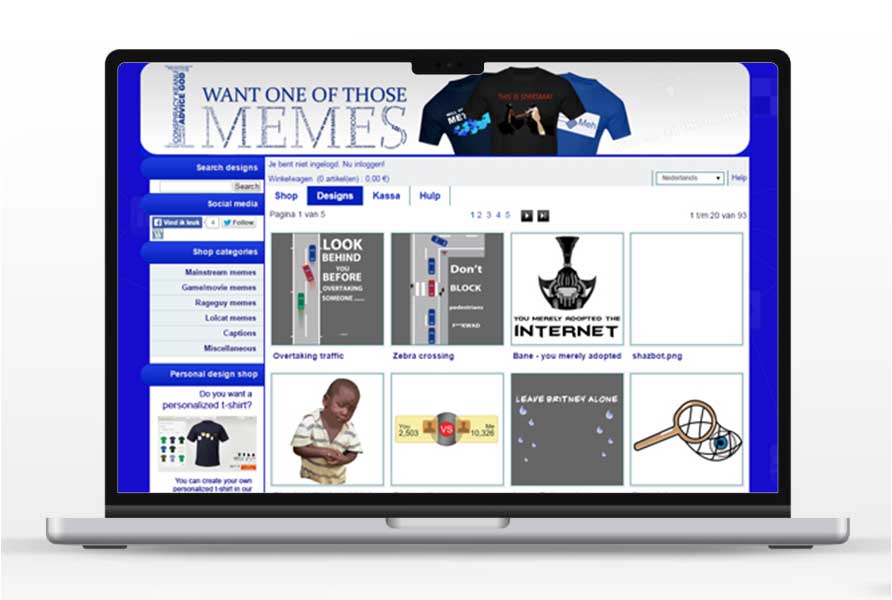 CONSPIRACY KEANU
ADVICE GOD
WANT ONE OF THOSE
MEMES
THIS IS SPARTAA!
Meh
Search designs
Search
Social media
Vind ik leuk
4
Follow
Shop categories
Mainstream memes
Game/movie memes
Rageguy memes
Lolcat memes
Captions
Miscellaneous
Personal design shop
Do you want a
personalized t-shirt?
You can create your own
personalized t-shirt in our
Je bent niet ingelogd. Nu inloggen!
Winkelwagen (0 artikel(en) : 0,00 €)
Nederlands
Help
Shop
Designs
Kassa
Hulp
Pagina 1 van 5
1 2 3 4 5
1 t/m 20 van 93
LOOK
BEHIND
YOU
BEFORE
OVERTAKING
SOMEONE ......
Overtaking traffic
Don't
BLOCK
pedestrians
F**KWAD
Zebra crossing
YOU MERELY ADOPTED THE
INTERNET
Bane - you merely adopted
shazbot.png
You
2,503
VS
Me
10,326
LEAVE BRITNEY ALONE